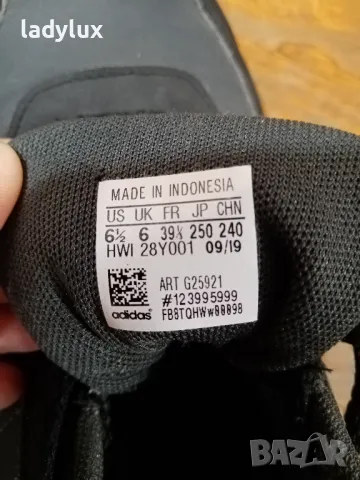 ladylux
MADE IN INDONESIA
US UK FR JP CHN
6½ 6 39⅓ 250 240
HWI 28Y001 09/19
ART G25921
#123995999
adidas FB8TQHWw00098
BAZAR